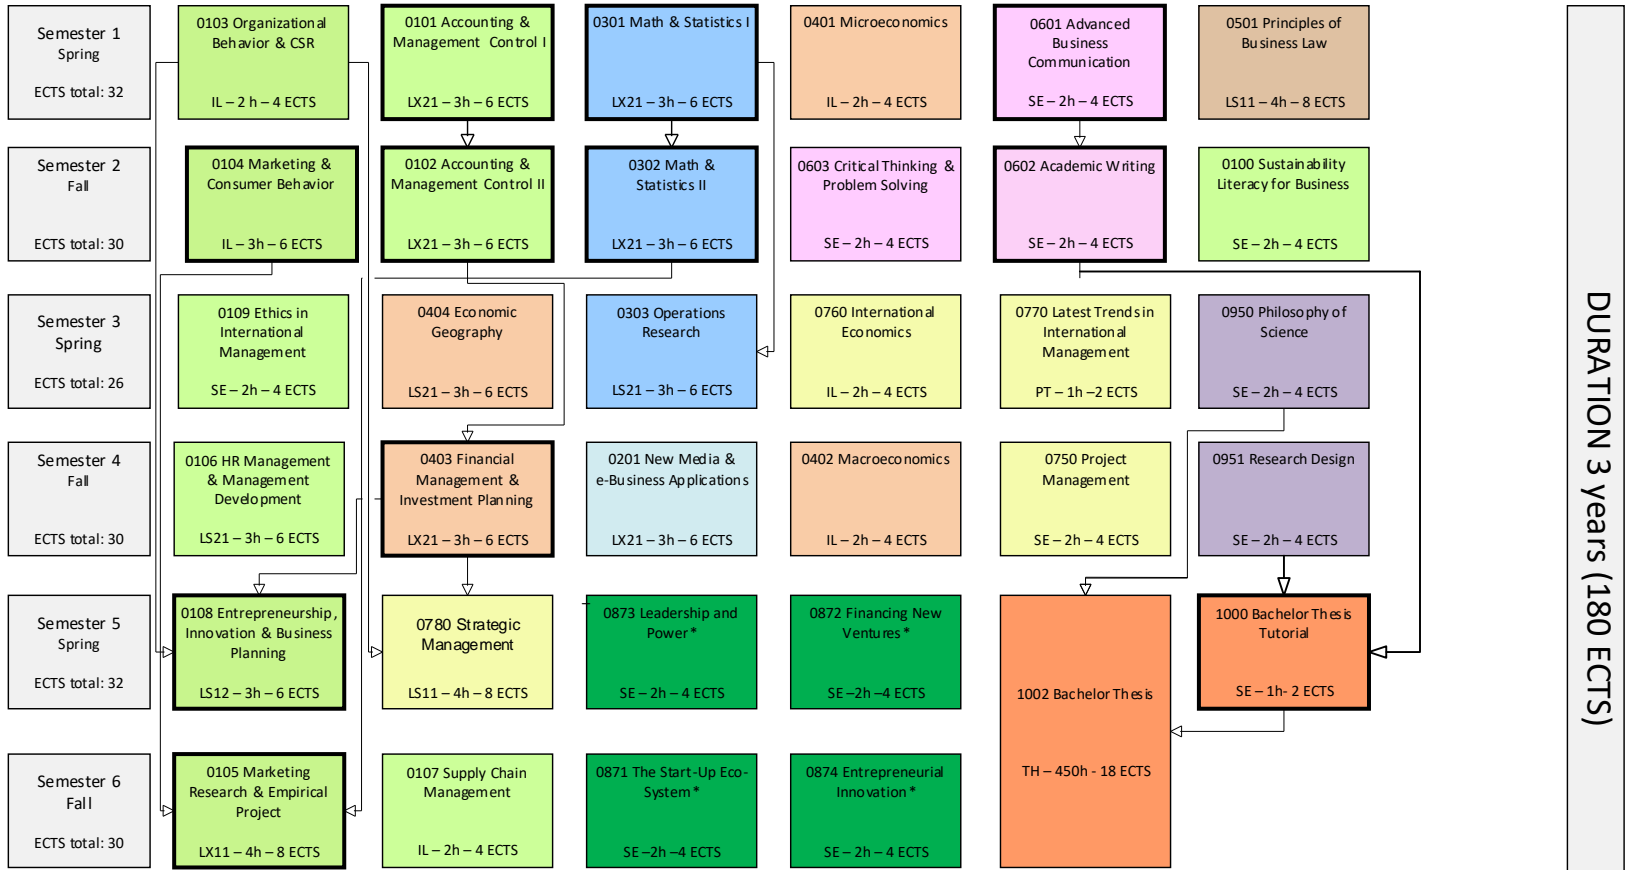 Semester 1
Spring
ECTS total: 32
0103 Organizational
Behavior & CSR
IL – 2 h – 4 ECTS
0101 Accounting &
Management Control I
LX21 – 3h – 6 ECTS
0301 Math & Statistics I
LX21 – 3h – 6 ECTS
0401 Microeconomics
IL – 2h – 4 ECTS
0601 Advanced
Business
Communication
SE – 2h – 4 ECTS
0501 Principles of
Business Law
LS11 – 4h – 8 ECTS
Semester 2
Fall
ECTS total: 30
0104 Marketing &
Consumer Behavior
IL – 3h – 6 ECTS
0102 Accounting &
Management Control II
LX21 – 3h – 6 ECTS
0302 Math &
Statistics II
LX21 – 3h – 6 ECTS
0603 Critical Thinking &
Problem Solving
SE – 2h – 4 ECTS
0602 Academic Writing
SE – 2h – 4 ECTS
0100 Sustainability
Literacy for Business
SE – 2h – 4 ECTS
Semester 3
Spring
ECTS total: 26
0109 Ethics in
International
Management
SE – 2h – 4 ECTS
0404 Economic
Geography
LS21 – 3h – 6 ECTS
0303 Operations
Research
LS21 – 3h – 6 ECTS
0760 International
Economics
IL – 2h – 4 ECTS
0770 Latest Trends in
International
Management
PT – 1h –2 ECTS
0950 Philosophy of
Science
SE – 2h – 4 ECTS
Semester 4
Fall
ECTS total: 30
0106 HR Management
& Management
Development
LS21 – 3h – 6 ECTS
0403 Financial
Management &
Investment Planning
LX21 – 3h – 6 ECTS
0201 New Media &
e-Business Applications
LX21 – 3h – 6 ECTS
0402 Macroeconomics
IL – 2h – 4 ECTS
0750 Project
Management
SE – 2h – 4 ECTS
0951 Research Design
SE – 2h – 4 ECTS
Semester 5
Spring
ECTS total: 32
0108 Entrepreneurship,
Innovation & Business
Planning
LS12 – 3h – 6 ECTS
0780 Strategic
Management
LS11 – 4h – 8 ECTS
0873 Leadership and
Power*
SE – 2h – 4 ECTS
0872 Financing New
Ventures*
SE –2h –4 ECTS
1002 Bachelor Thesis
TH – 450h - 18 ECTS
1000 Bachelor Thesis
Tutorial
SE – 1h- 2 ECTS
Semester 6
Fall
ECTS total: 30
0105 Marketing
Research & Empirical
Project
LX11 – 4h – 8 ECTS
0107 Supply Chain
Management
IL – 2h – 4 ECTS
0871 The Start-Up Eco-
System*
SE –2h –4 ECTS
0874 Entrepreneurial
Innovation*
SE – 2h – 4 ECTS
DURATION 3 years (180 ECTS)